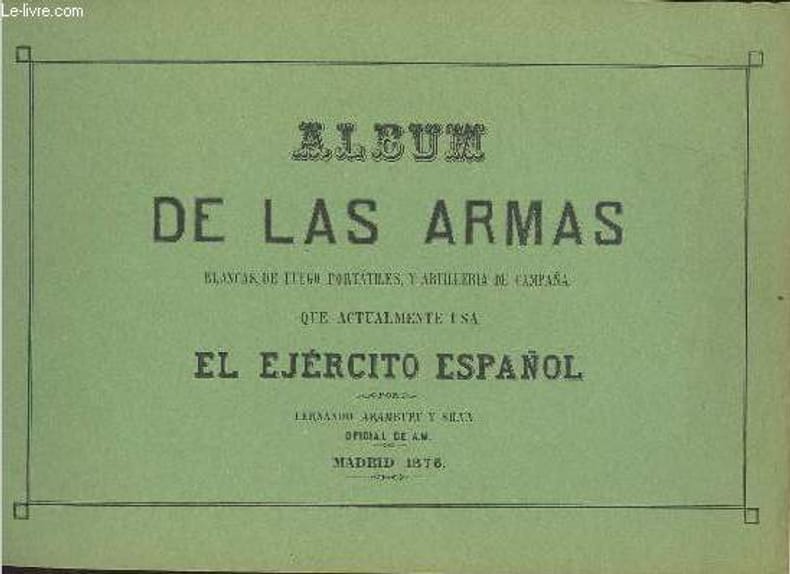 Le-livre.com
ALBUM
DE LAS ARMAS
BLANCAS, DE FUEGO PORTÁTILES, Y ARTILLERIA DE CAMPAÑA
QUE ACTUALMENTE USA
EL EJÉRCITO ESPAÑOL
POR
FERNANDO ARAMBURU Y SILVA
OFICIAL DE A.M.
MADRID 1876.